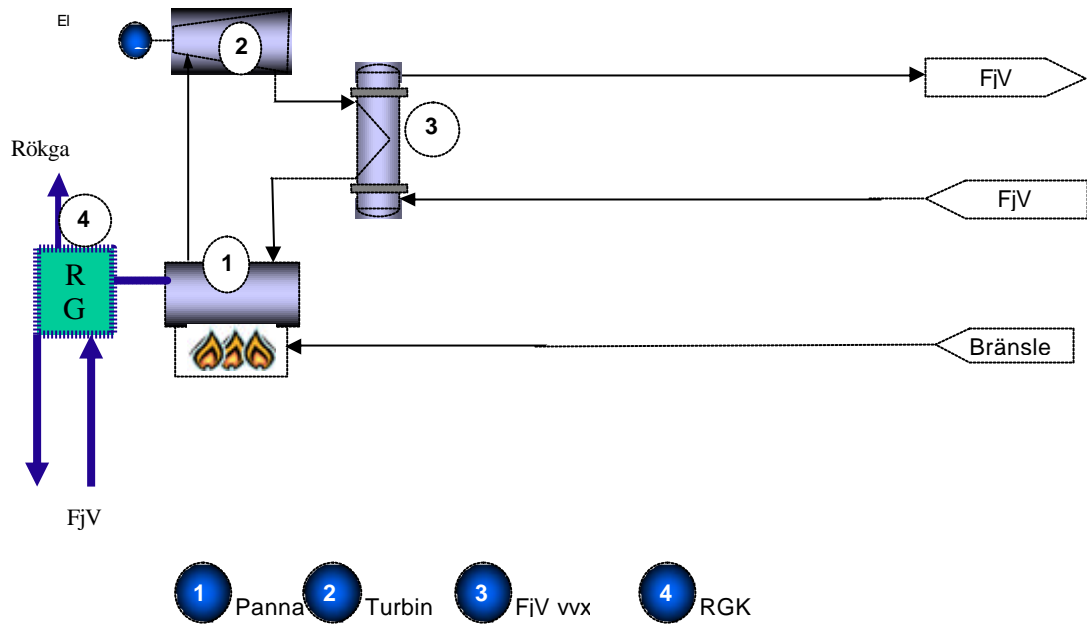 El
2
FjV
3
Rökga
4
FjV
1
R
G
Bränsle
FjV
1 Panna 2 Turbin 3 FjV vvx 4 RGK